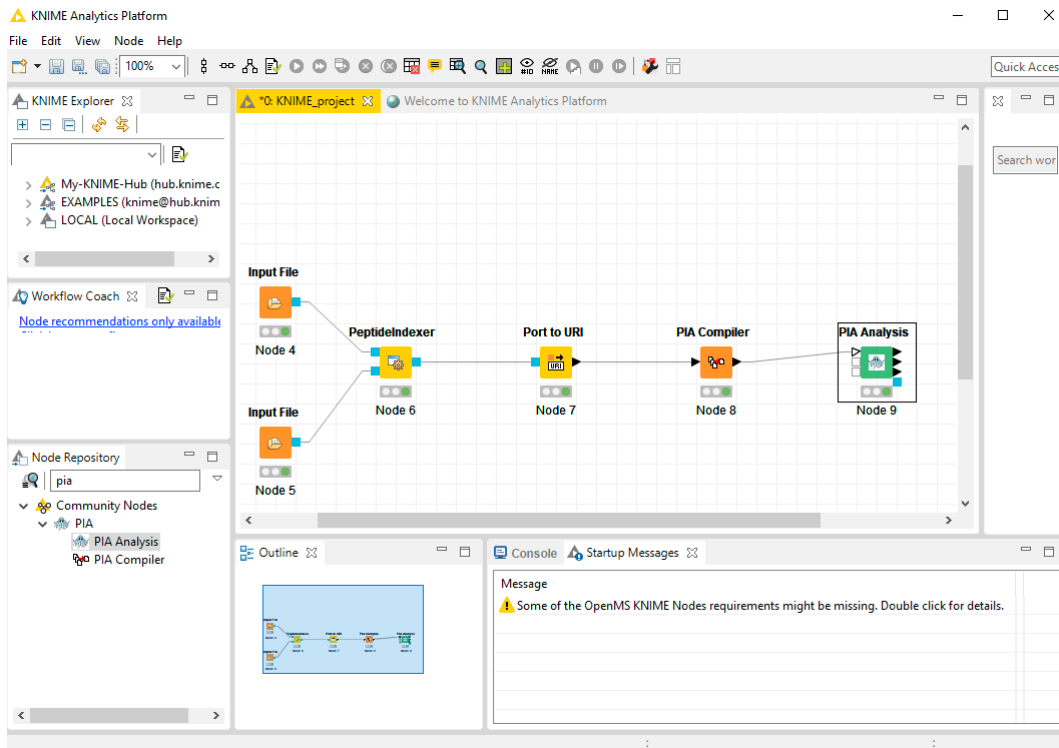 KNIME Analytics Platform
File Edit View Node Help
100%
#ID
NAME
Quick Acces
KNIME Explorer
*0: KNIME_project
Welcome to KNIME Analytics Platform
Search wor
My-KNIME-Hub (hub.knime.c
EXAMPLES (knime@hub.knim
LOCAL (Local Workspace)
Workflow Coach
Node recommendations only available
Input File
Node 4
PeptideIndexer
Node 6
Port to URI
URI
Node 7
PIA Compiler
Node 8
PIA Analysis
Node 9
Input File
Node 5
Node Repository
pia
Community Nodes
PIA
PIA Analysis
PIA Compiler
Outline
Console
Startup Messages
Message
Some of the OpenMS KNIME Nodes requirements might be missing. Double click for details.